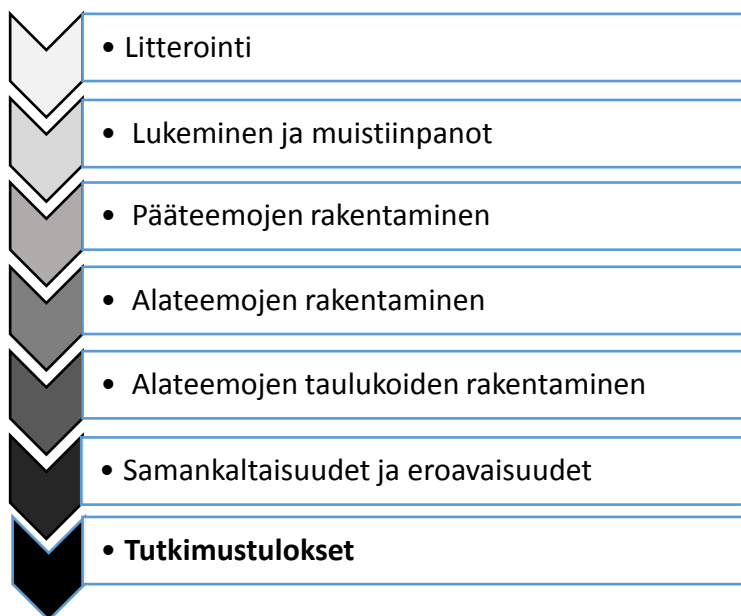 • Litterointi
• Lukeminen ja muistiinpanot
• Pääteemojen rakentaminen
• Alateemojen rakentaminen
• Alateemojen taulukoiden rakentaminen
• Samankaltaisuudet ja eroavaisuudet
• Tutkimustulokset